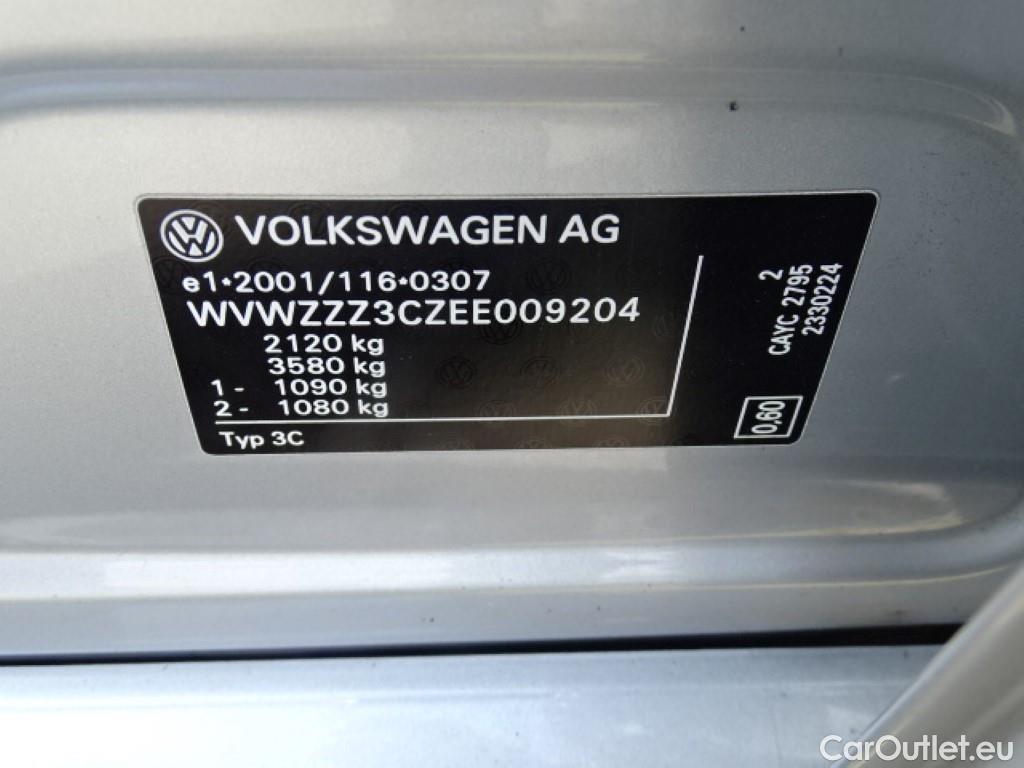 VOLKSWAGEN AG
e1*2001/116*0307
WVWZZZ3CZEE009204
2120 kg
3580 kg
1- 1090 kg
2- 1080 kg
Typ 3C
2
CAYC 2795
2330224
0,60
CarOutlet.eu